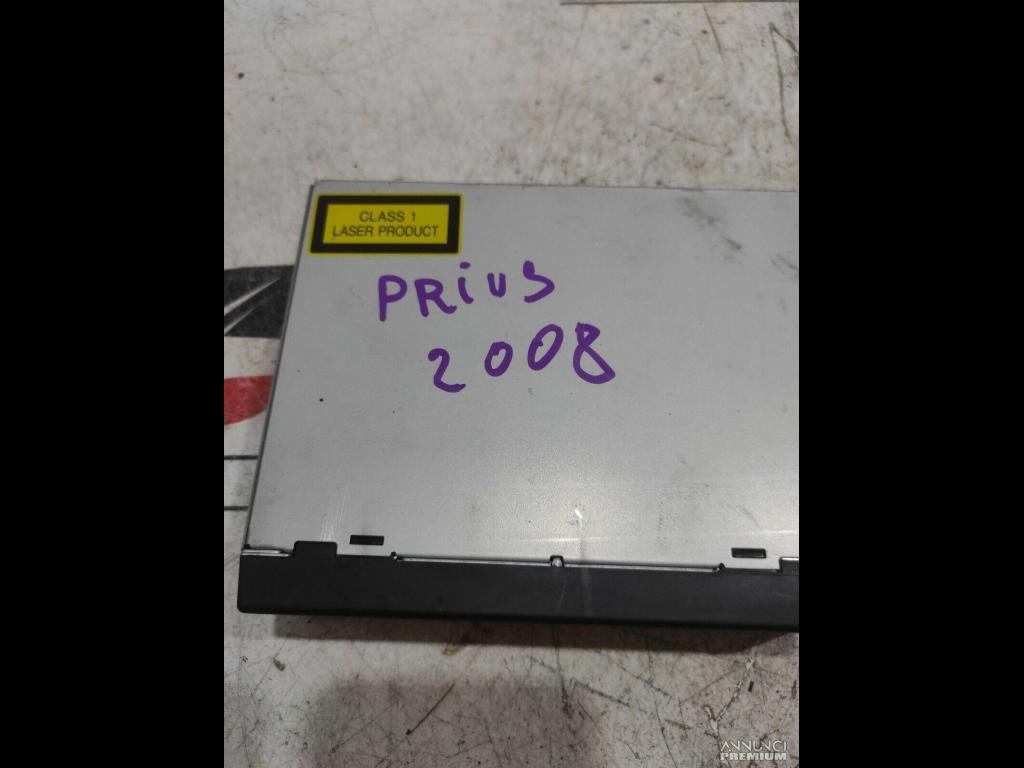 CLASS 1
LASER PRODUCT
PRiUS
2008
ANNUNCI
PREMIUM